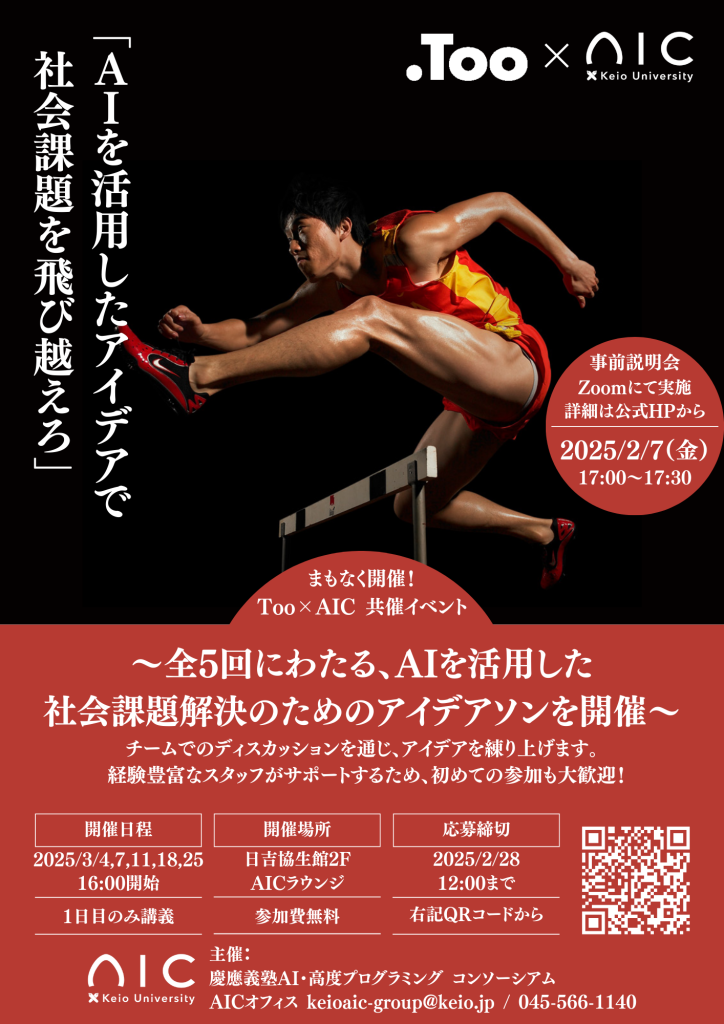 .Too × AIC
Keio University
「AIを活用したアイデアで
社会課題を飛び越えろ」
事前説明会
Zoomにて実施
詳細は公式HPから
2025/2/7(金)
17:00～17:30
まもなく開催！
Too×AIC 共催イベント
～全5回にわたる、AIを活用した
社会課題解決のためのアイデアソンを開催～
チームでのディスカッションを通じ、アイデアを練り上げます。
経験豊富なスタッフがサポートするため、初めての参加も大歓迎！
開催日程
2025/3/4,7,11,18,25
16:00開始
1日目のみ講義
開催場所
日吉協生館2F
AICラウンジ
参加費無料
応募締切
2025/2/28
12:00まで
右記QRコードから
AIC
Keio University
主催：
慶應義塾AI・高度プログラミング コンソーシアム
AICオフィス keioaic-group@keio.jp / 045-566-1140